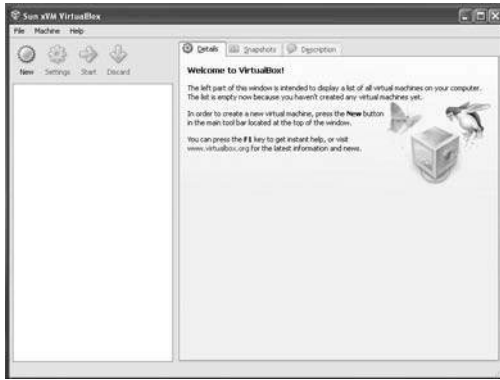 Sun xVM VirtualBox
File Machine Help
New Settings Start Discard
Details Snapshots Description
Welcome to VirtualBox!
The left part of this window is intended to display a list of all virtual machines on your computer.
The list is empty now because you haven't created any virtual machines yet.
In order to create a new virtual machine, press the New button
in the main tool bar located at the top of the window.
You can press the F1 key to get instant help, or visit
www.virtualbox.org for the latest information and news.